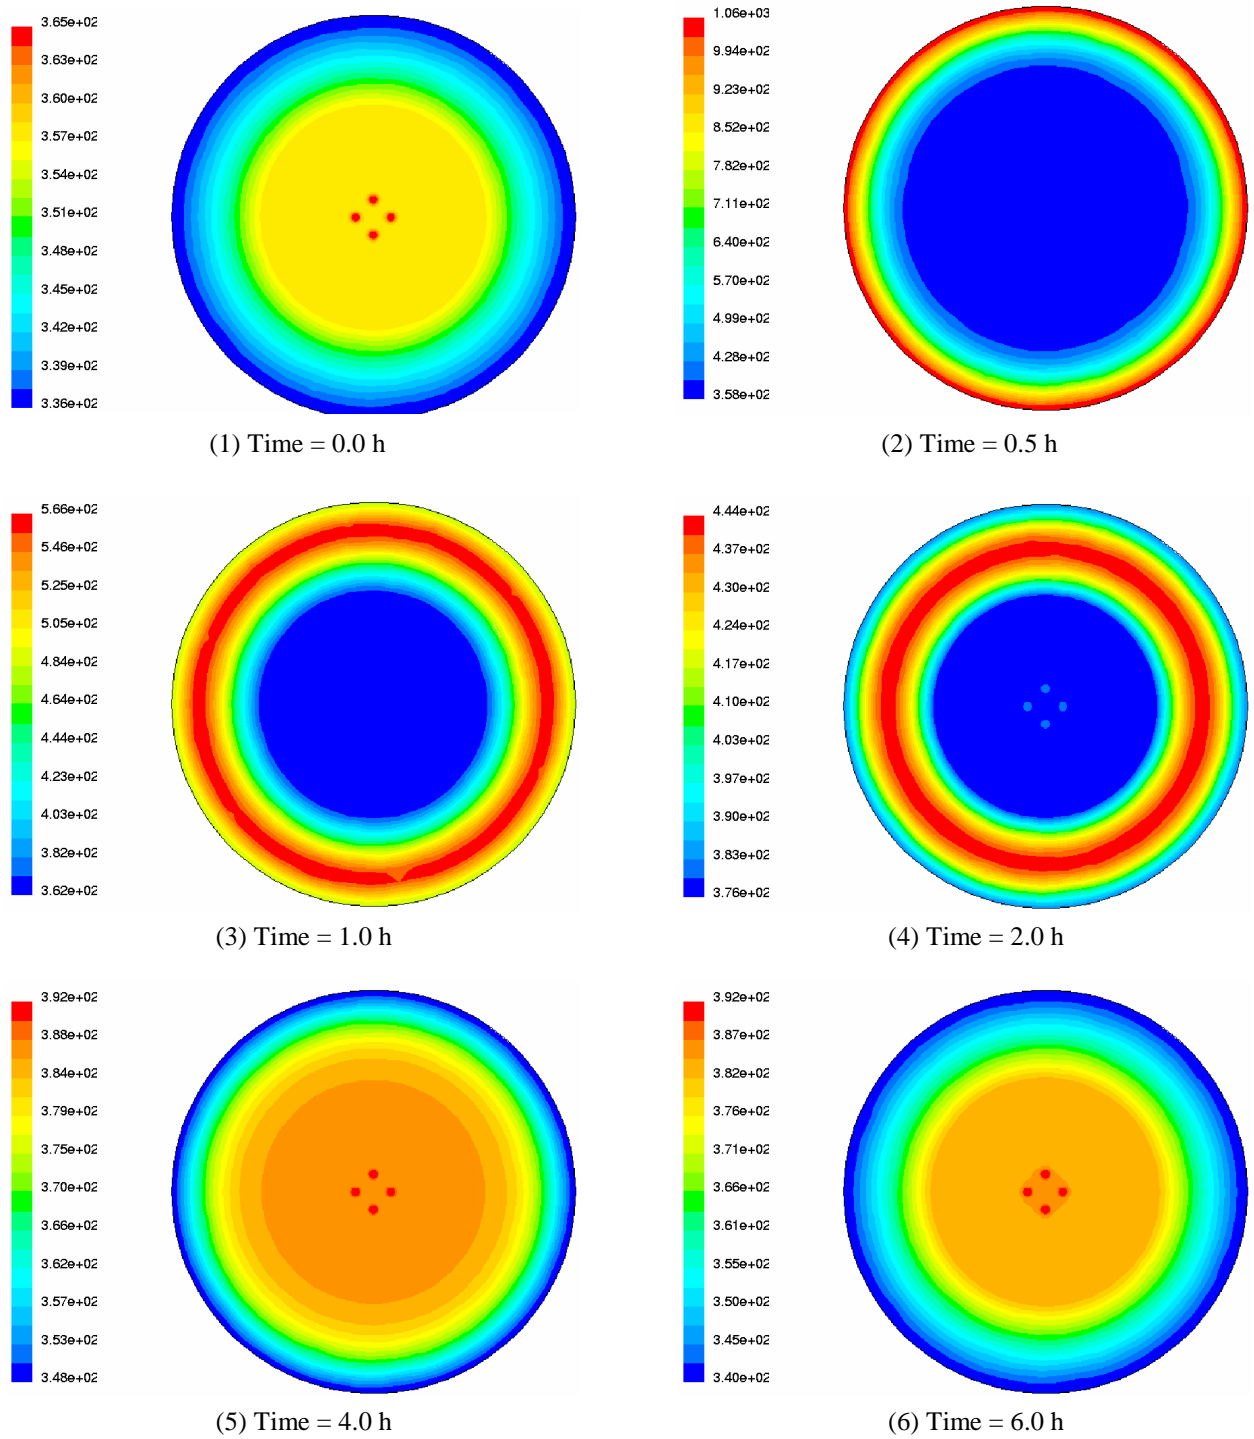 3.65e+02
3.63e+02
3.60e+02
3.57e+02
3.54e+02
3.51e+02
3.48e+02
3.45e+02
3.42e+02
3.39e+02
3.36e+02
(1) Time = 0.0 h
1.06e+03
9.94e+02
9.23e+02
8.52e+02
7.82e+02
7.11e+02
6.40e+02
5.70e+02
4.99e+02
4.28e+02
3.58e+02
(2) Time = 0.5 h
5.66e+02
5.46e+02
5.25e+02
5.05e+02
4.84e+02
4.64e+02
4.44e+02
4.23e+02
4.03e+02
3.82e+02
3.62e+02
(3) Time = 1.0 h
4.44e+02
4.37e+02
4.30e+02
4.24e+02
4.17e+02
4.10e+02
4.03e+02
3.97e+02
3.90e+02
3.83e+02
3.76e+02
(4) Time = 2.0 h
3.92e+02
3.88e+02
3.84e+02
3.79e+02
3.75e+02
3.70e+02
3.66e+02
3.62e+02
3.57e+02
3.53e+02
3.48e+02
(5) Time = 4.0 h
3.92e+02
3.87e+02
3.82e+02
3.76e+02
3.71e+02
3.66e+02
3.61e+02
3.55e+02
3.50e+02
3.45e+02
3.40e+02
(6) Time = 6.0 h